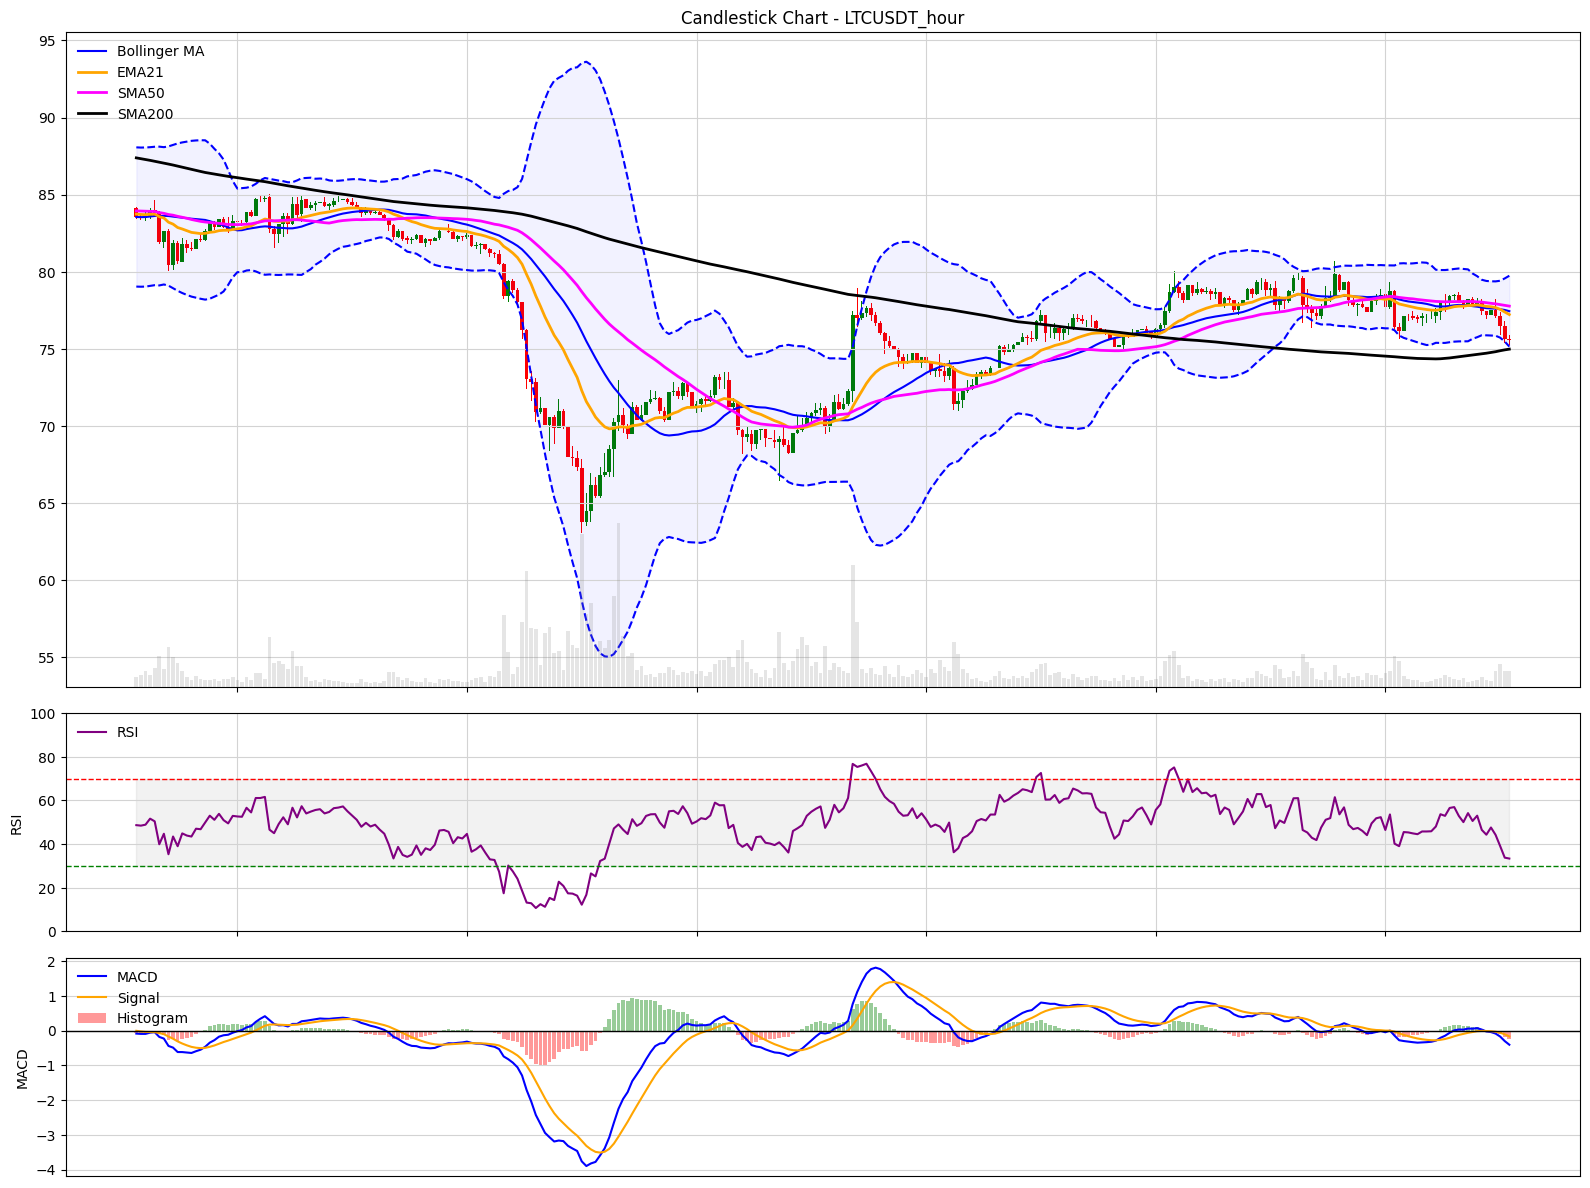 Candlestick Chart - LTCUSDT_hour
95
90
85
80
75
70
65
60
55
Bollinger MA
EMA21
SMA50
SMA200
100
80
60
40
20
0
RSI
RSI
2
1
0
−1
−2
−3
−4
MACD
MACD
Signal
Histogram